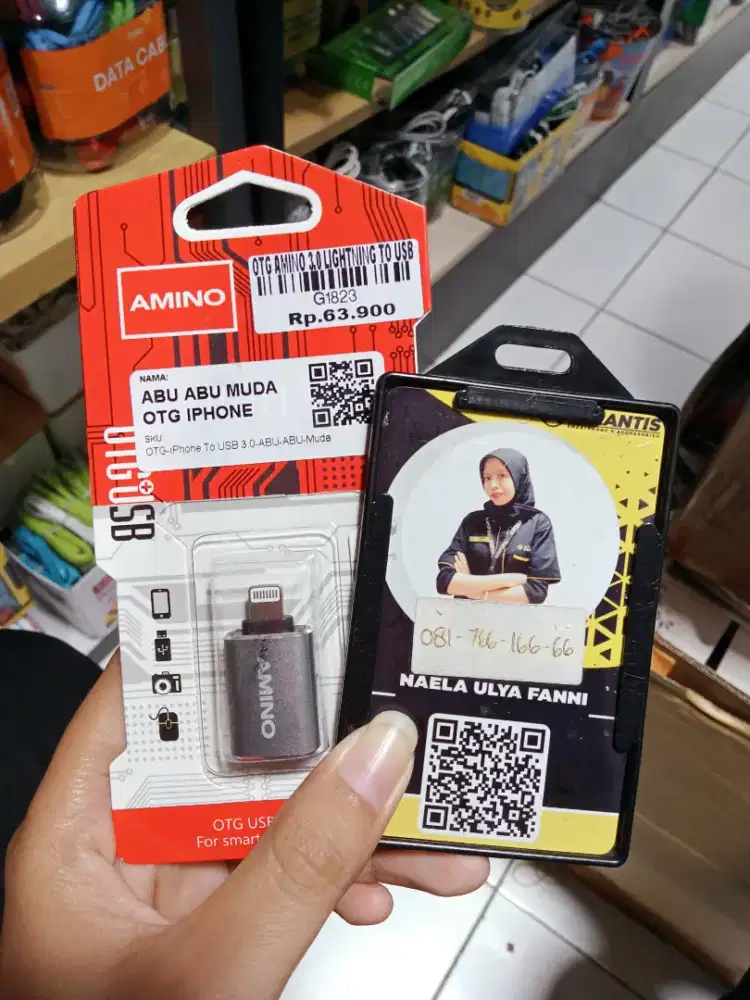 DATA CAB
AMINO
OTG AMINO 3.0 LIGHTNING TO USB
G1823
Rp.63.900
NAMA:
ABU ABU MUDA
OTG IPHONE
SKU:
OTG-iPhone To USB 3.0-ABU-ABU-Muda
OTG USB
AMINO
OTG USB
For smart
ANTIS
081-766-166-66
NAELA ULYA FANNI